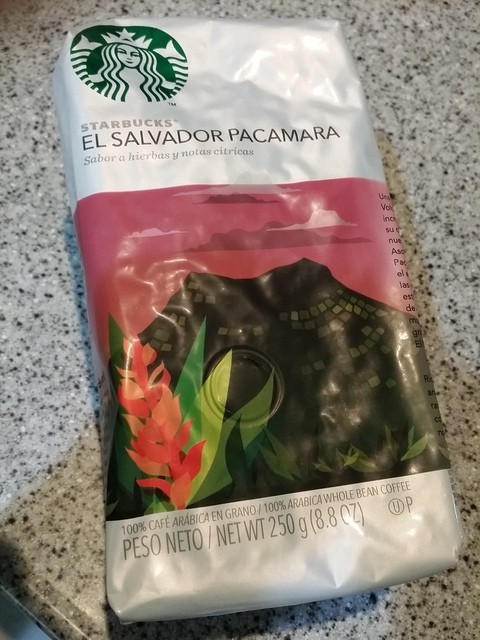 TM
STARBUCKS
EL SALVADOR PACAMARA
Sabor a hierbas y notas cítricas
100% CAFÉ ARÁBICA EN GRANO / 100% ARABICA WHOLE BEAN COFFEE
PESO NETO / NET WT 250 g (8.8 OZ)
U P